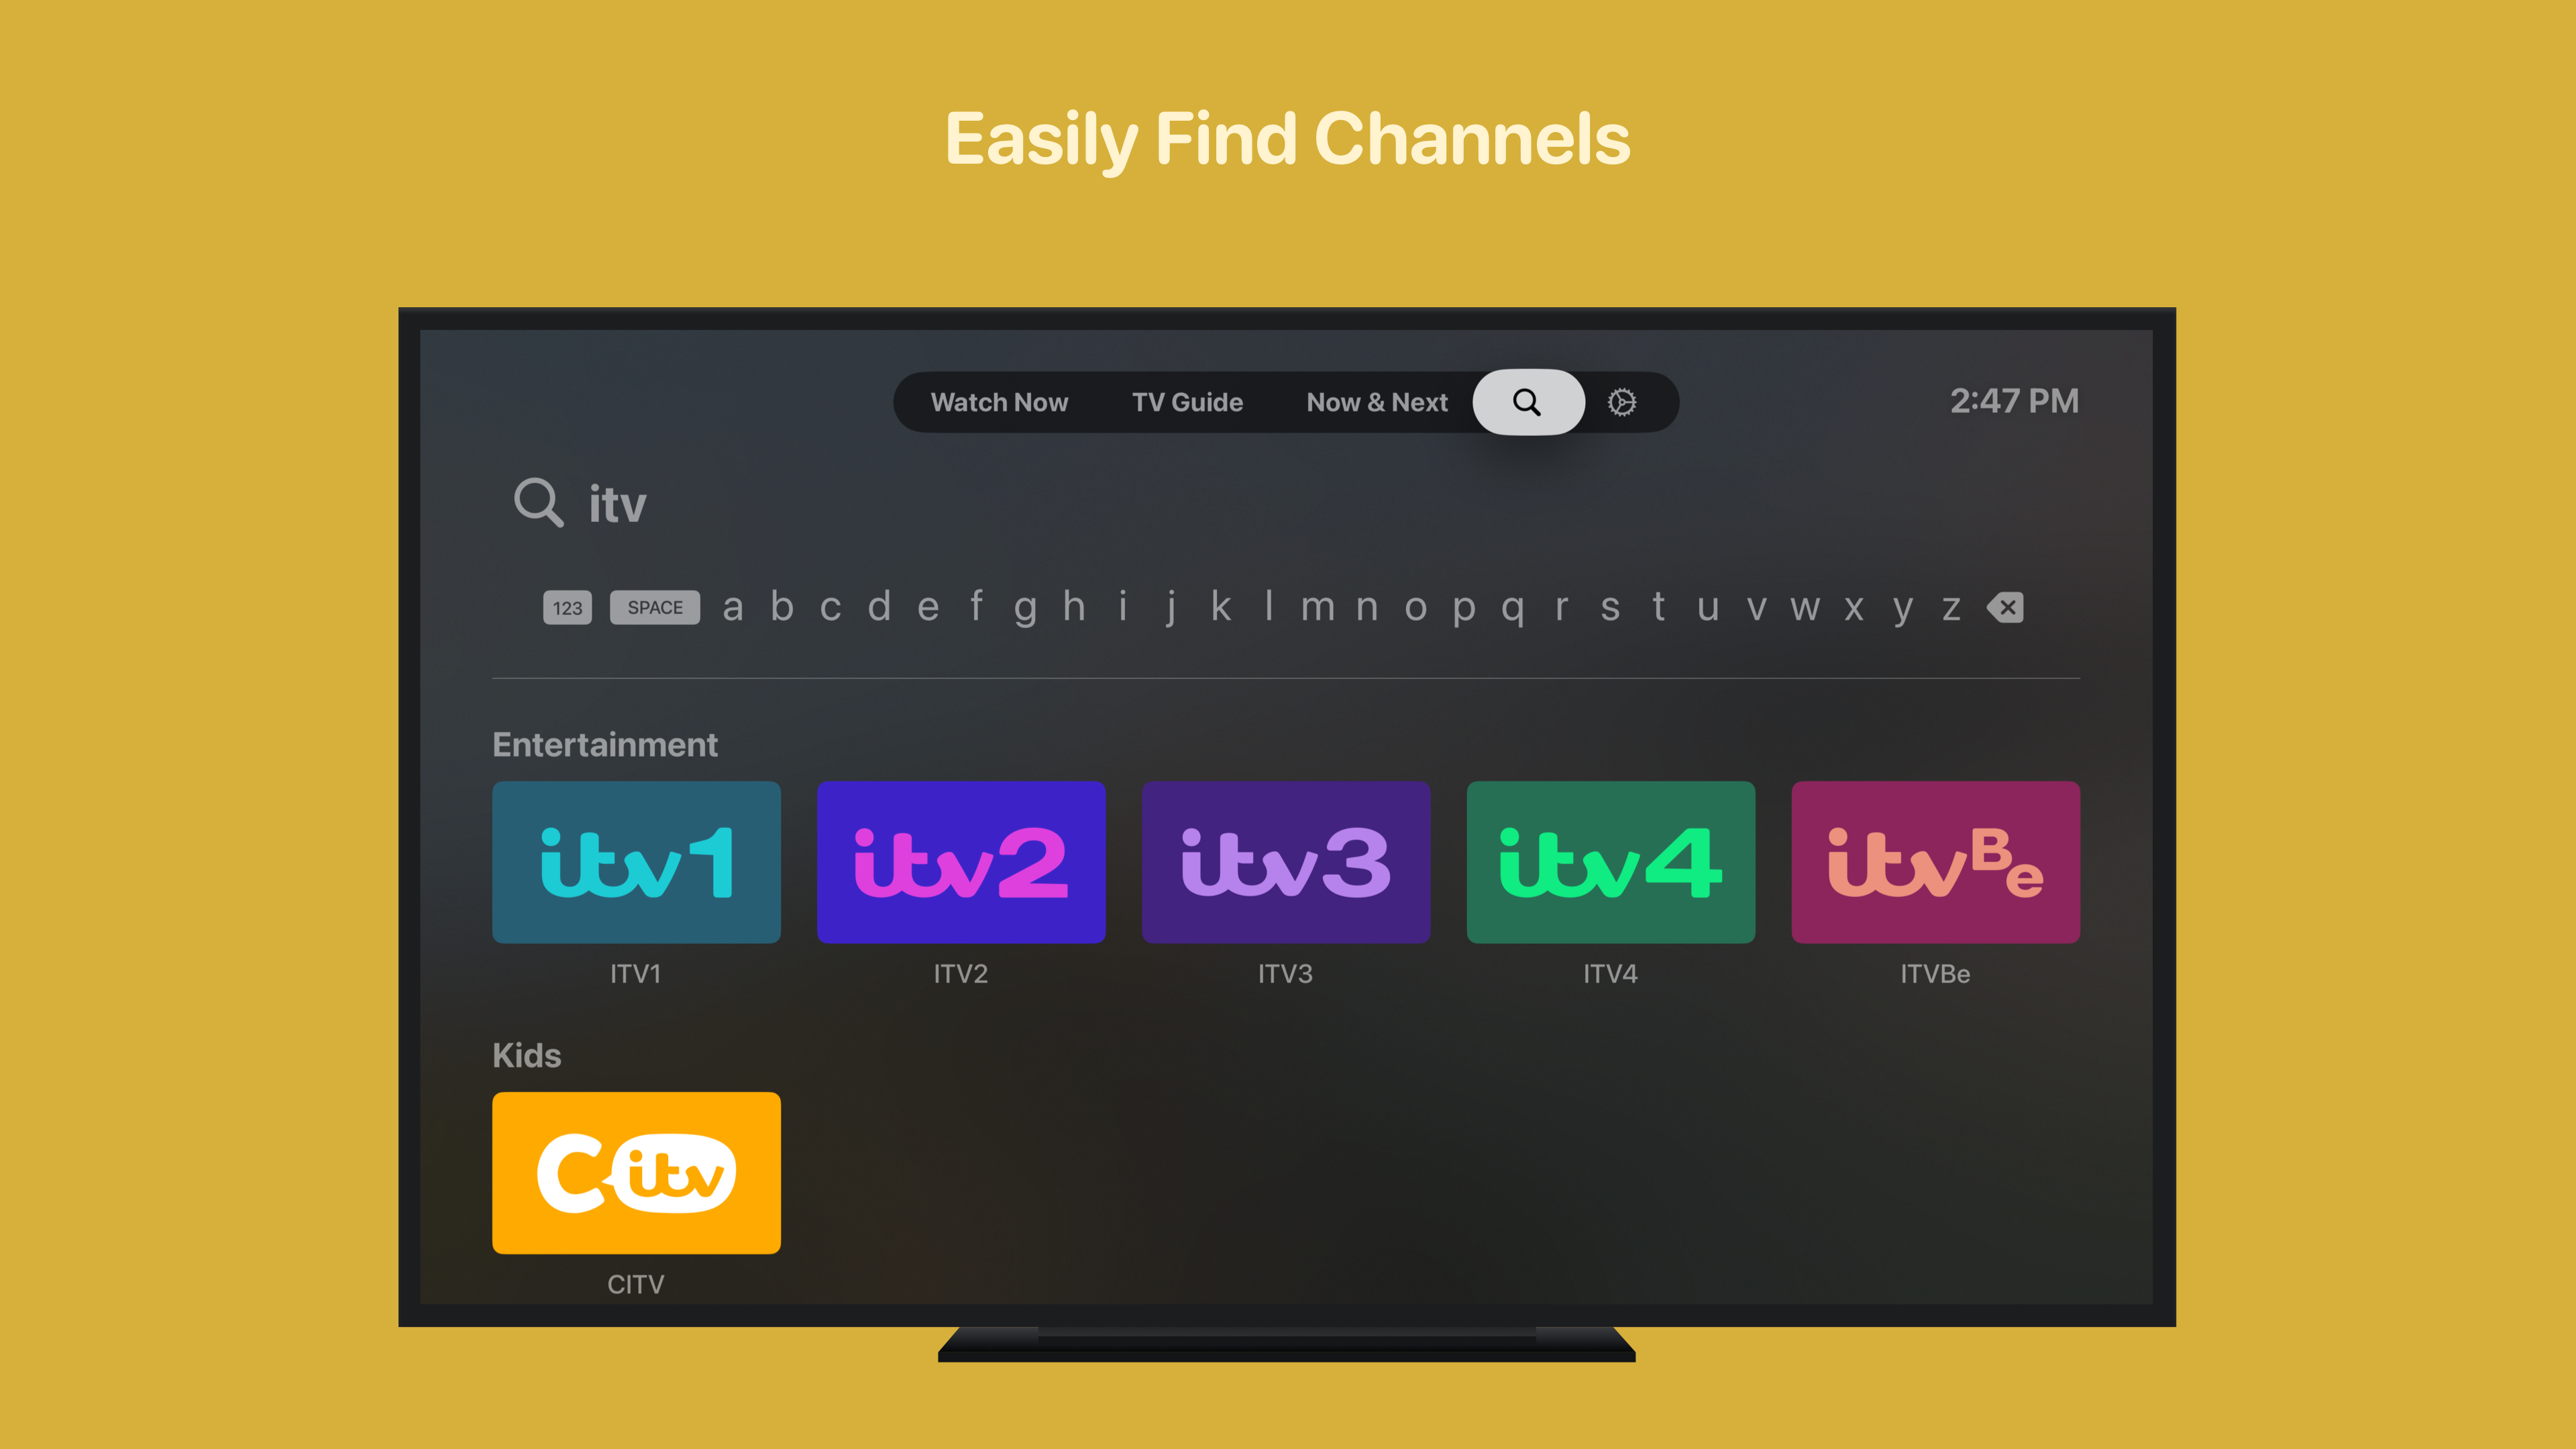 Easily Find Channels
Watch Now TV Guide Now & Next 2:47 PM
itv
123 SPACE a b c d e f g h i j k l m n o p q r s t u v w x y z
Entertainment
itv1 itv2 itv3 itv4 itvBe
ITV1 ITV2 ITV3 ITV4 ITVBe
Kids
Citv
CITV